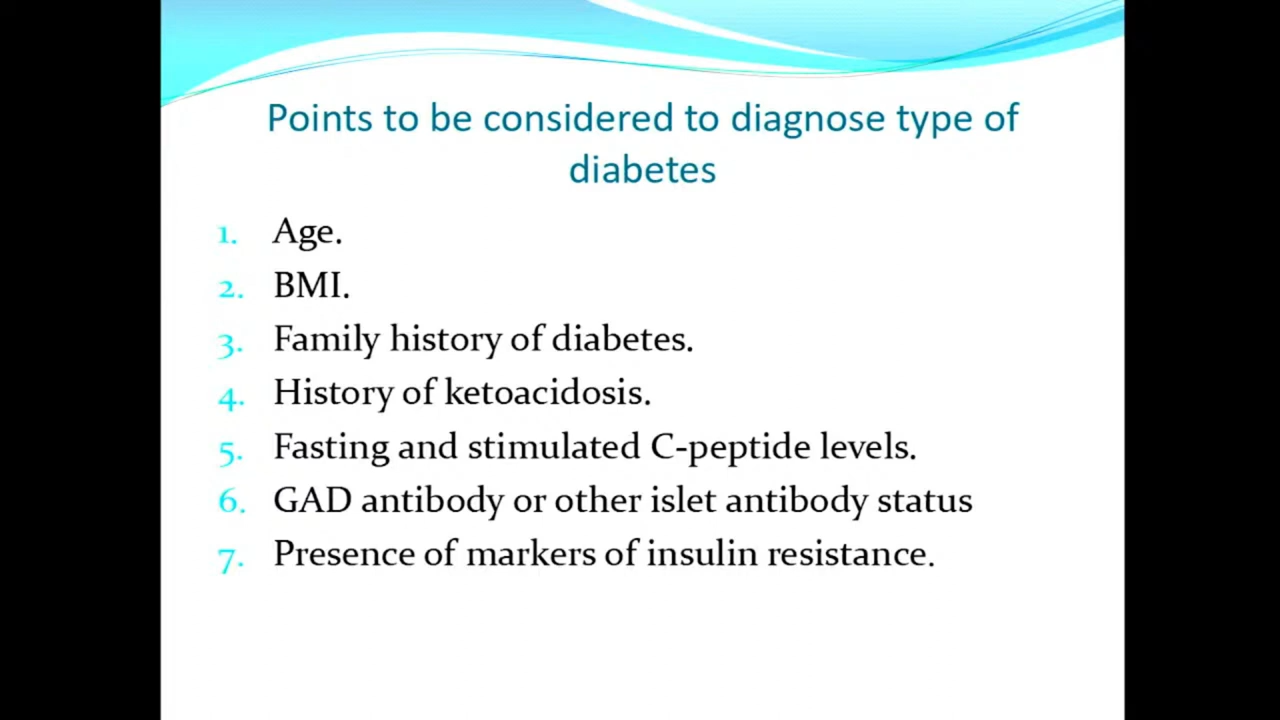 Points to be considered to diagnose type of
diabetes
1. Age.
2. BMI.
3. Family history of diabetes.
4. History of ketoacidosis.
5. Fasting and stimulated C-peptide levels.
6. GAD antibody or other islet antibody status
7. Presence of markers of insulin resistance.